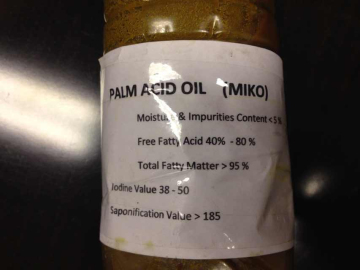 PALM ACID OIL (MIKO)
Moisture & Impurities Content < 5 %
Free Fatty Acid 40% - 80 %
Total Fatty Matter > 95 %
Iodine Value 38 - 50
Saponification Value > 185